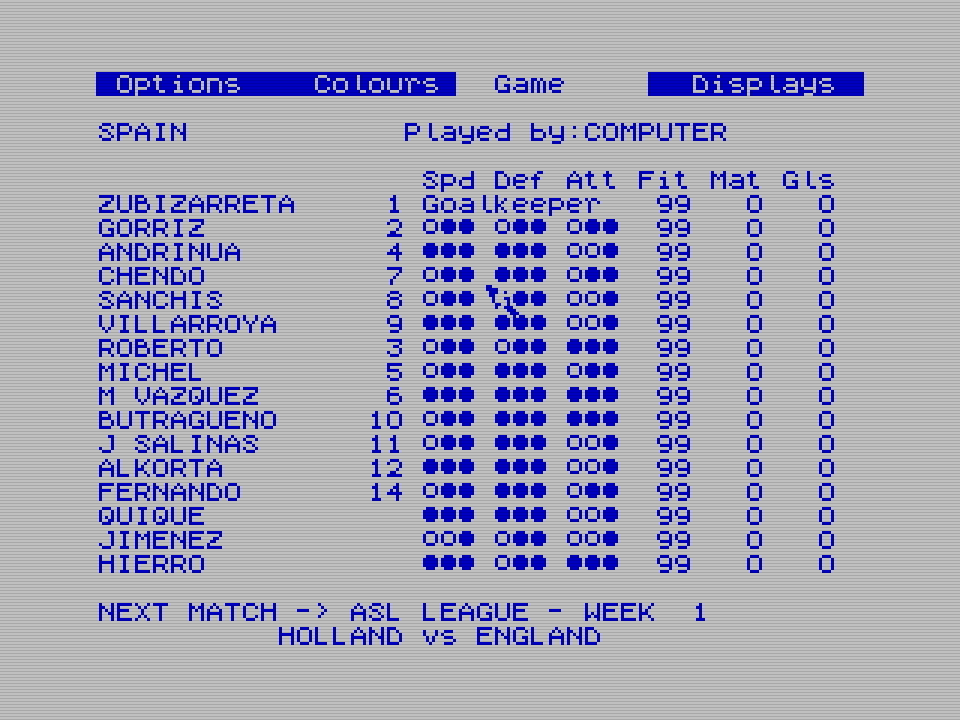 Options Colours Game Displays
SPAIN Played by:COMPUTER
Spd Def Att Fit Mat Gls
ZUBIZARRETA 1 Goalkeeper 99 0 0
GORRIZ 2 ○●● ○●● ○●● 99 0 0
ANDRINUA 4 ●●● ●●● ○○● 99 0 0
CHENDO 7 ○●● ●●● ○●● 99 0 0
SANCHIS 8 ○●● ○●● ○○● 99 0 0
VILLARROYA 9 ●●● ●●● ○○● 99 0 0
ROBERTO 3 ○●● ○●● ●●● 99 0 0
MICHEL 5 ○●● ●●● ○●● 99 0 0
M VAZQUEZ 6 ●●● ●●● ●●● 99 0 0
BUTRAGUENO 10 ●●● ●●● ●●● 99 0 0
J SALINAS 11 ○●● ●●● ○○● 99 0 0
ALKORTA 12 ●●● ●●● ○○● 99 0 0
FERNANDO 14 ○●● ●●● ○●● 99 0 0
QUIQUE ●●● ●●● ○○● 99 0 0
JIMENEZ ○○● ○●● ○○● 99 0 0
HIERRO ●●● ○●● ●●● 99 0 0
NEXT MATCH -> ASL LEAGUE - WEEK 1
HOLLAND vs ENGLAND